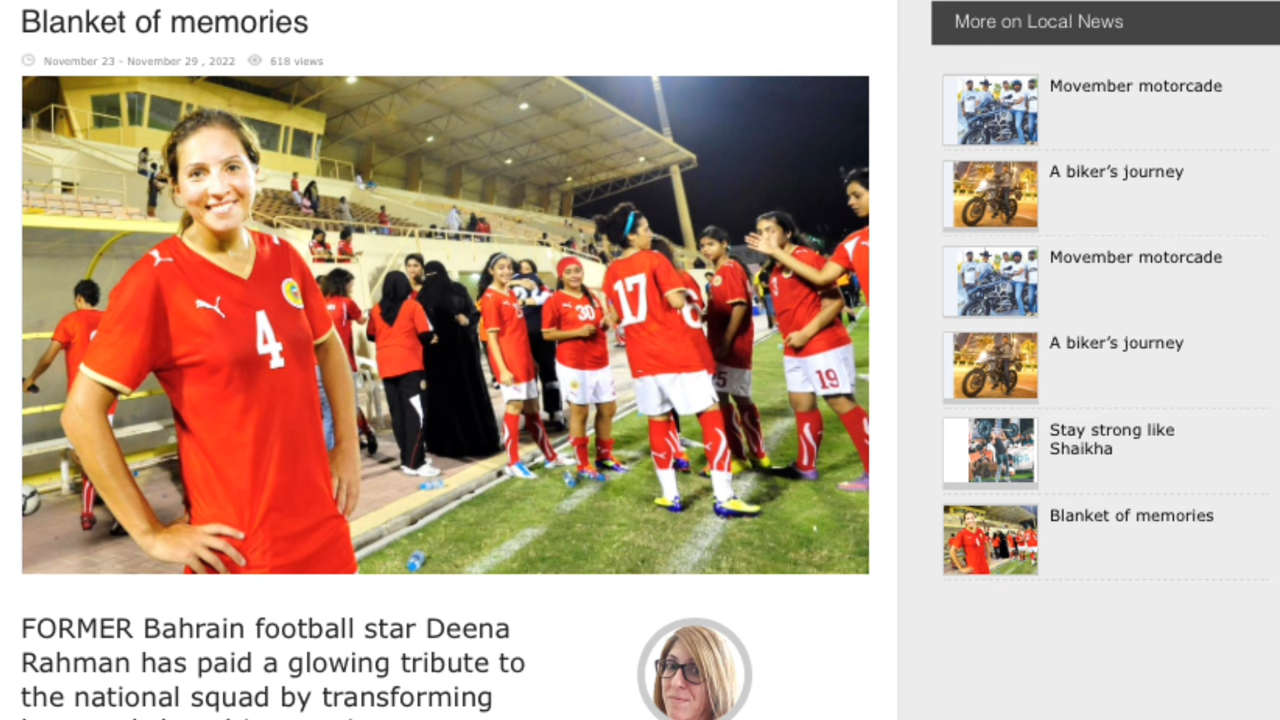 Blanket of memories
November 23 - November 29 , 2022
618 views
4
30
17
19
FORMER Bahrain football star Deena
Rahman has paid a glowing tribute to
the national squad by transforming
More on Local News
Movember motorcade
A biker’s journey
Movember motorcade
A biker’s journey
Stay strong like
Shaikha
Blanket of memories